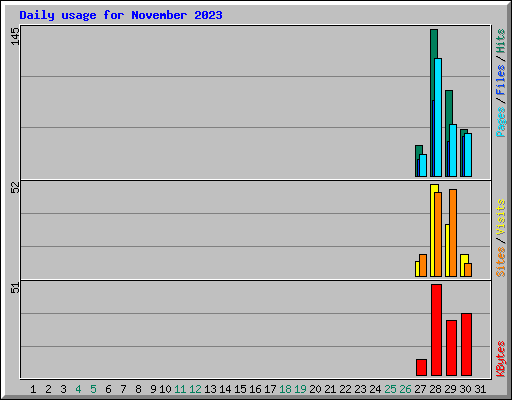 Daily usage for November 2023
145
Pages / Files / Hits
52
Sites / Visits
51
KBytes
1 2 3 4 5 6 7 8 9 10 11 12 13 14 15 16 17 18 19 20 21 22 23 24 25 26 27 28 29 30 31